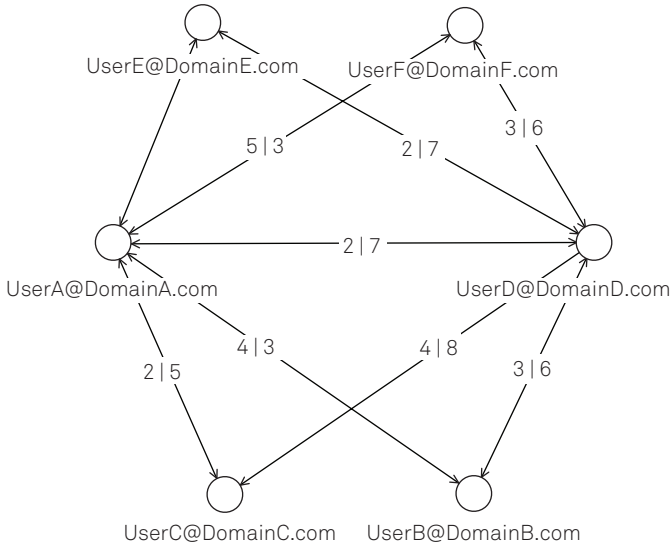 UserE@DomainE.com
UserF@DomainF.com
3|6
5|3
2|7
2|7
UserA@DomainA.com
UserD@DomainD.com
4|3
4|8
2|5
3|6
UserC@DomainC.com
UserB@DomainB.com